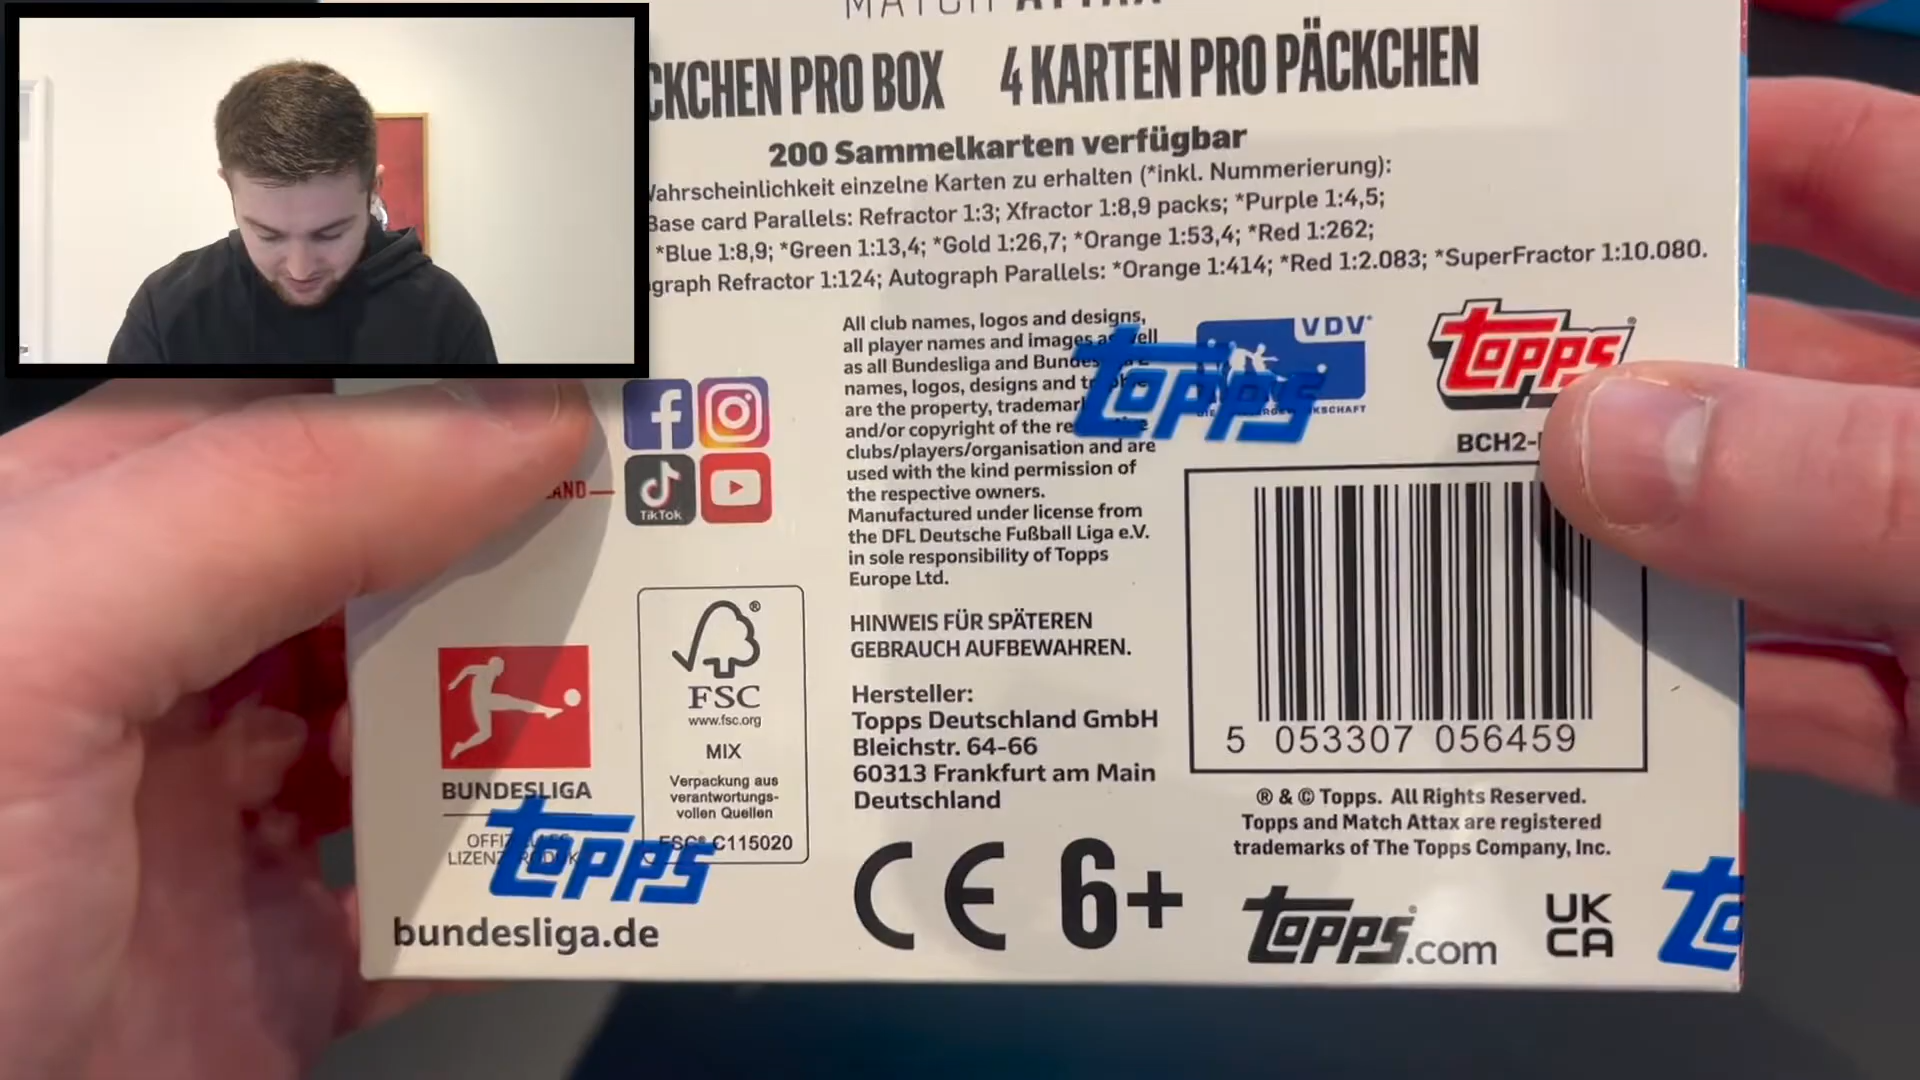 MATCH ATTAX
PRO BOX 4 KARTEN PRO PÄCKCHEN
200 Sammelkarten verfügbar
Wahrscheinlichkeit einzelne Karten zu erhalten (*inkl. Nummerierung):
Base card Parallels: Refractor 1:3; Xfractor 1:8,9 packs; *Purple 1:4,5;
*Blue 1:8,9; *Green 1:13,4; *Gold 1:26,7; *Orange 1:53,4; *Red 1:262;
Refractor 1:124; Autograph Parallels: *Orange 1:414; *Red 1:2.083; *SuperFractor 1:10.080.
TikTok
All club names, logos and designs,
all player names and images as well
as all Bundesliga and
names, logos, designs and
are the property,
and/or copyright of the
clubs/players/organisation and are
used with the kind permission of
the respective owners.
Manufactured under license from
the DFL Deutsche Fußball Liga e.V.
in sole responsibility of Topps
Europe Ltd.
HINWEIS FÜR SPÄTEREN
GEBRAUCH AUFBEWAHREN.
Hersteller:
Topps Deutschland GmbH
Bleichstr. 64-66
60313 Frankfurt am Main
Deutschland
CE 6+
topps
VDV
Topps®
BCH2-
5 053307 056459
® & © Topps. All Rights Reserved.
Topps and Match Attax are registered
trademarks of The Topps Company, Inc.
topps.com
UK
CA
BUNDESLIGA
topps
bundesliga.de
FSC
www.fsc.org
MIX
Verpackung aus
verantwortungs-
vollen Quellen
FSC® C115020